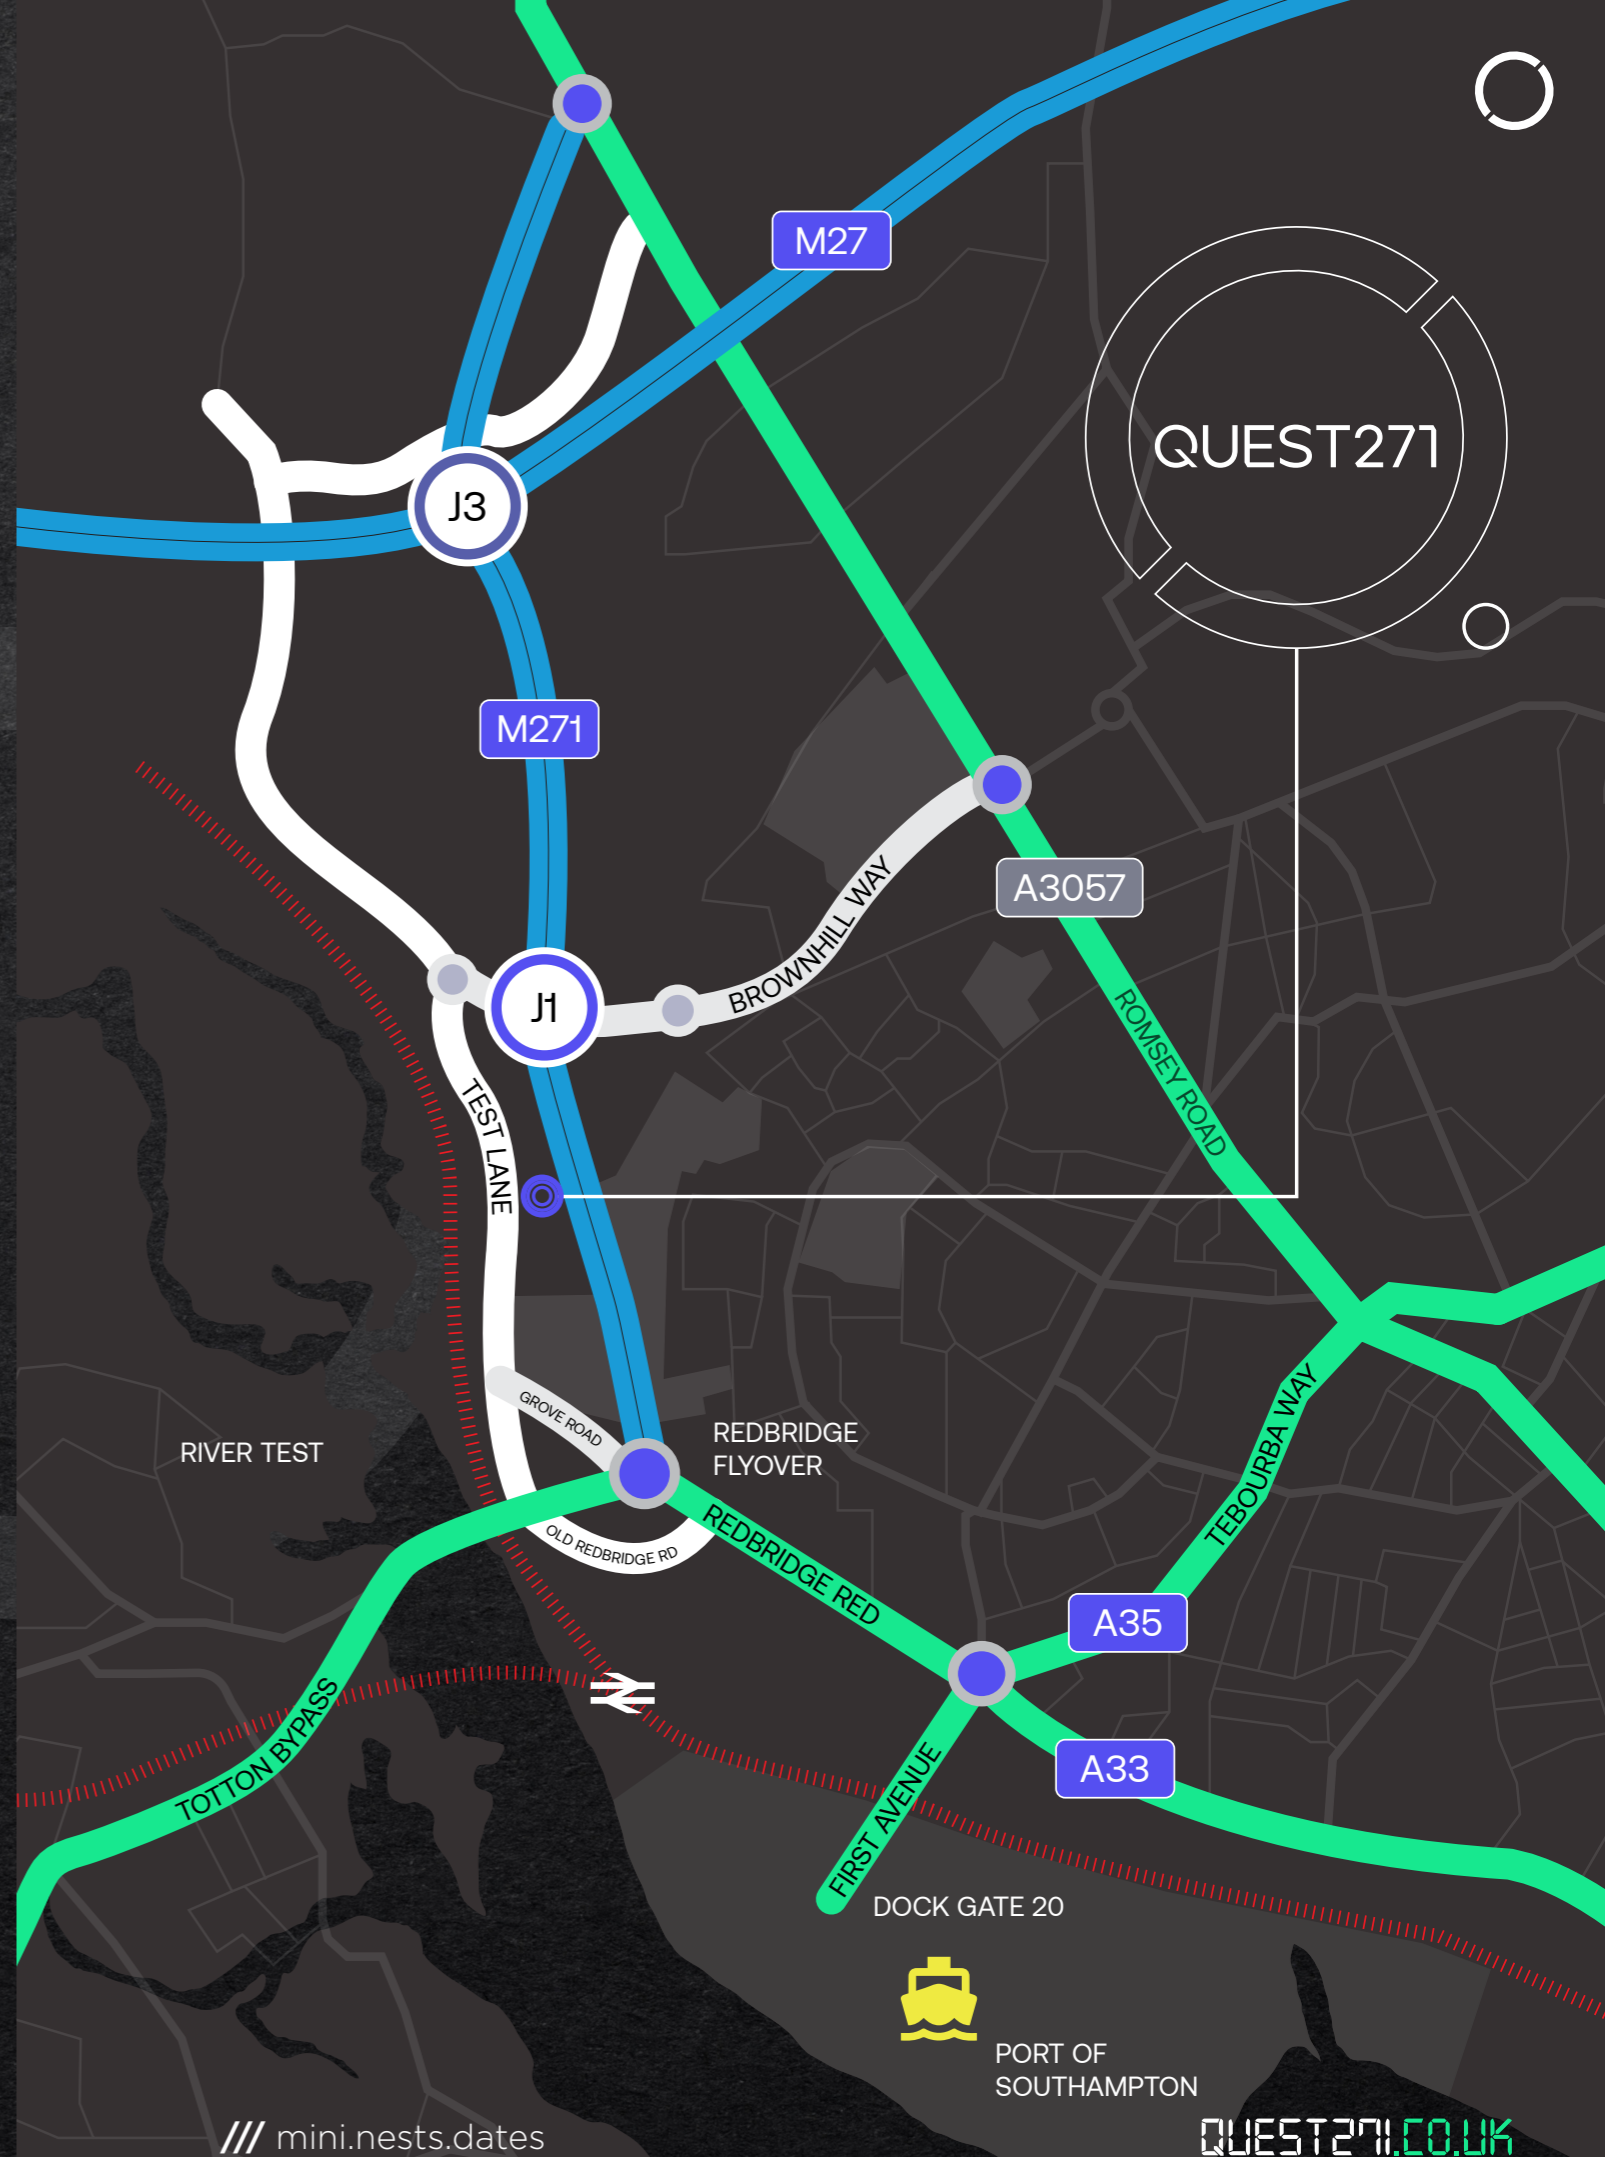 M27
QUEST271
J3
M271
A3057
BROWNHILL WAY
J1
ROMSEY ROAD
TEST LANE
GROVE ROAD
REDBRIDGE
FLYOVER
RIVER TEST
TEBOURBA WAY
OLD REDBRIDGE RD
REDBRIDGE RED
A35
TOTTON BYPASS
A33
FIRST AVENUE
DOCK GATE 20
PORT OF
SOUTHAMPTON
/// mini.nests.dates
QUEST271.CO.UK